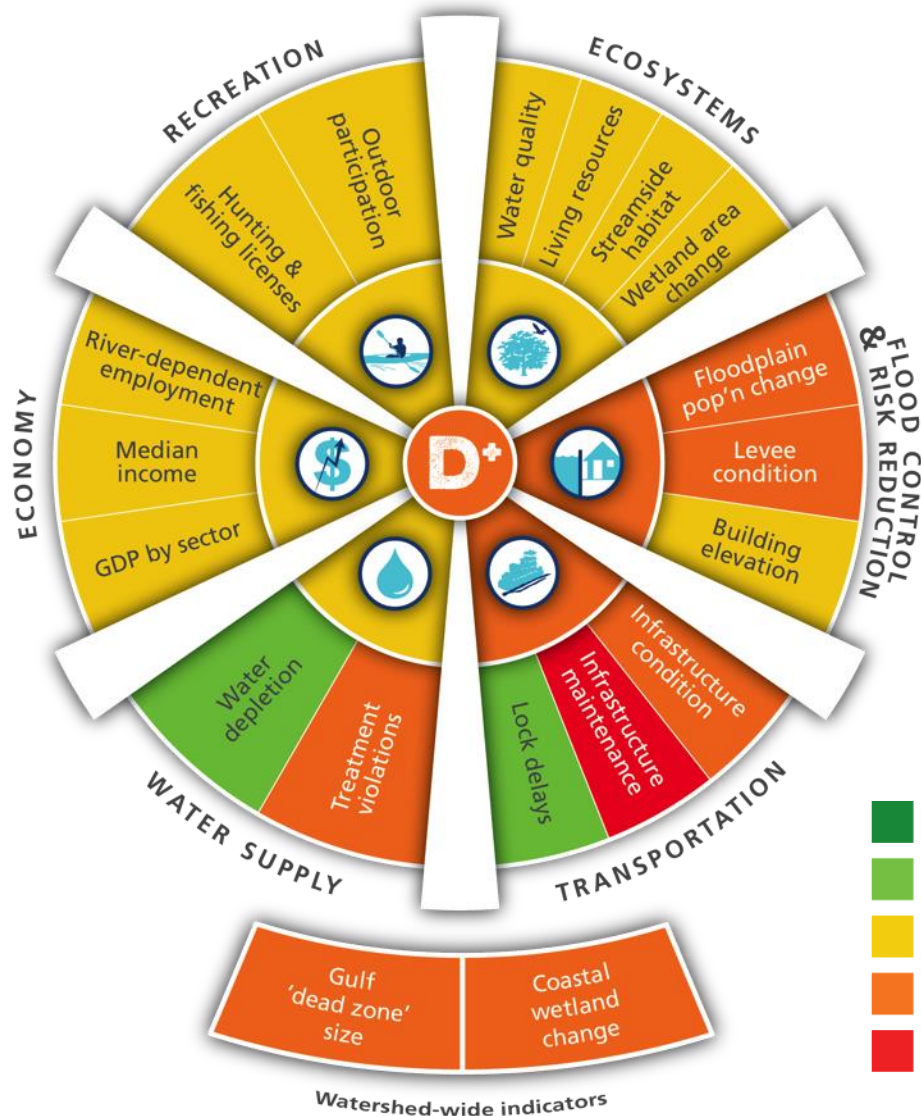 RECREATION
Hunting &
fishing licenses
Outdoor
participation
ECOSYSTEMS
Water quality
Living resources
Streamside
habitat
Wetland area
change
FLOOD CONTROL
& RISK REDUCTION
Floodplain
pop'n change
Levee
condition
Building
elevation
TRANSPORTATION
Infrastructure
condition
Infrastructure
maintenance
Lock delays
WATER SUPPLY
Treatment
violations
Water
depletion
ECONOMY
GDP by sector
Median
income
River-dependent
employment
$
D+
Gulf
‘dead zone’
size
Coastal
wetland
change
Watershed-wide indicators